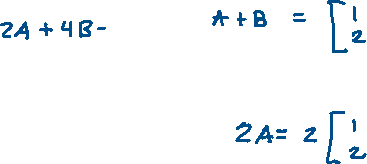 2A + 4B -
A + B = [1
2
2A = 2 [1
2